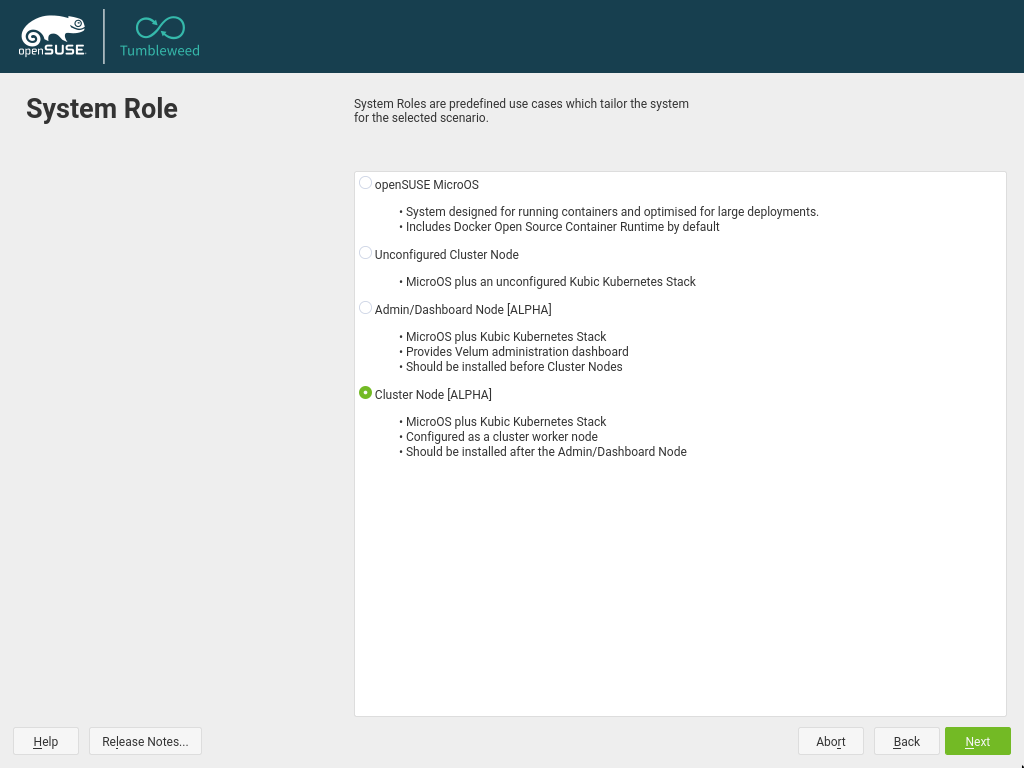 openSUSE.
Tumbleweed
System Role
System Roles are predefined use cases which tailor the system
for the selected scenario.
openSUSE MicroOS
• System designed for running containers and optimised for large deployments.
• Includes Docker Open Source Container Runtime by default
Unconfigured Cluster Node
• MicroOS plus an unconfigured Kubic Kubernetes Stack
Admin/Dashboard Node [ALPHA]
• MicroOS plus Kubic Kubernetes Stack
• Provides Velum administration dashboard
• Should be installed before Cluster Nodes
Cluster Node [ALPHA]
• MicroOS plus Kubic Kubernetes Stack
• Configured as a cluster worker node
• Should be installed after the Admin/Dashboard Node
Help
Release Notes...
Abort
Back
Next